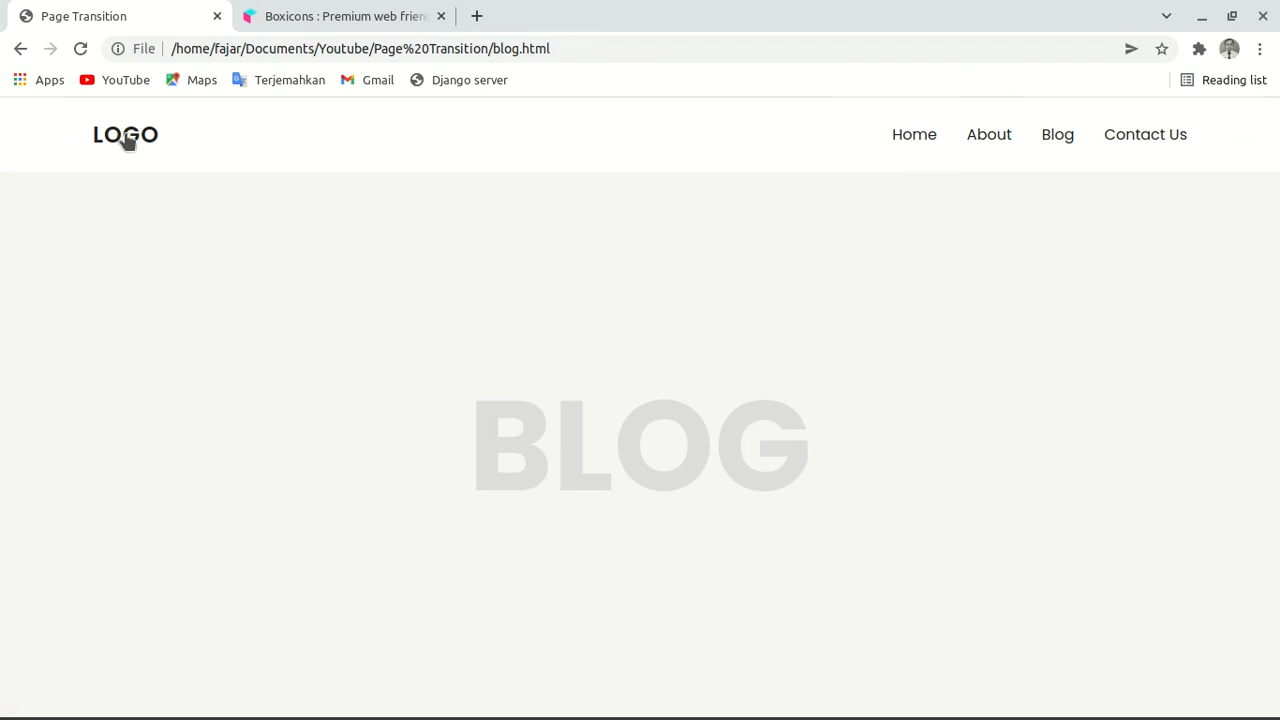 Page Transition
Boxicons : Premium web frien
File
/home/fajar/Documents/Youtube/Page%20Transition/blog.html
Apps
YouTube
Maps
Terjemahkan
Gmail
Django server
Reading list
LOGO
Home
About
Blog
Contact Us
BLOG